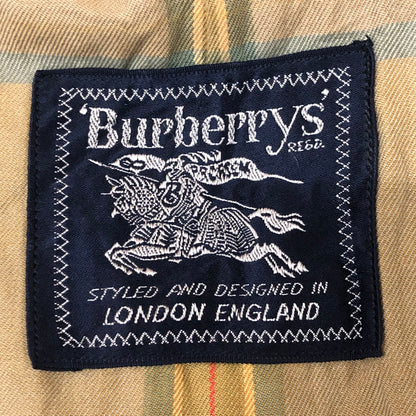 'Burberrys'
REGD.
PRORSUM
B
STYLED AND DESIGNED IN
LONDON ENGLAND